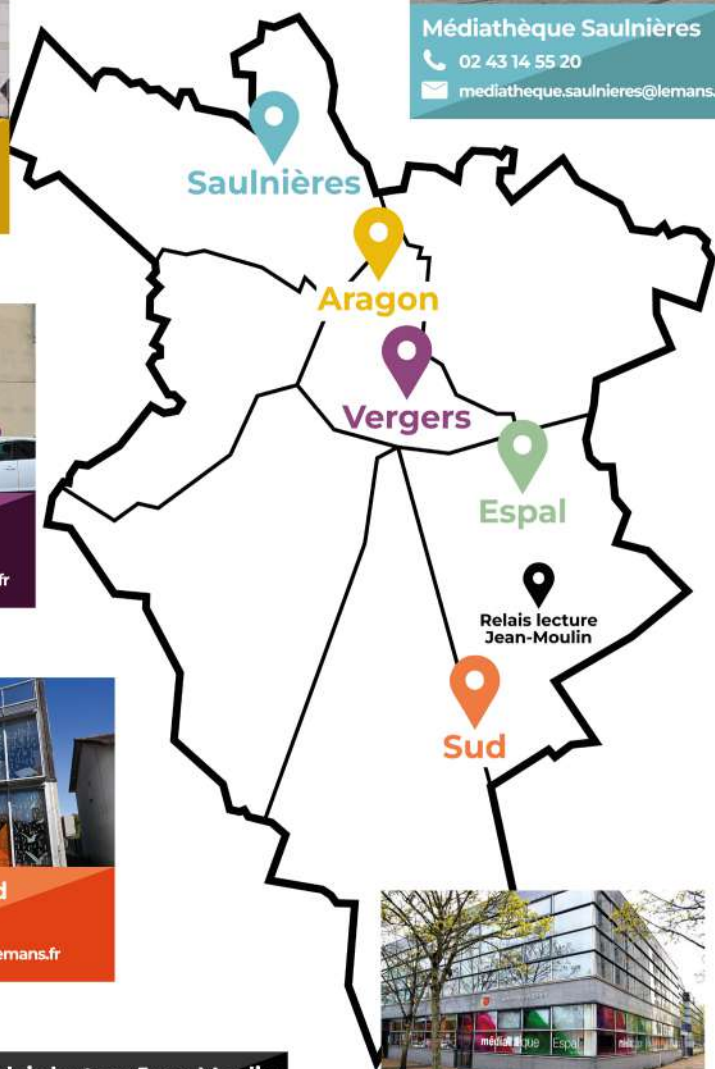 Médiathèque Saulnières
02 43 14 55 20
mediatheque.saulnieres@lemans.
Saulnières
Aragon
Vergers
Espal
fr
Relais lecture
Jean-Moulin
Sud
d
emans.fr
médiathèque Espal